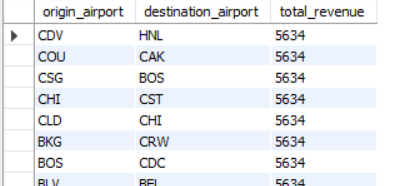 origin_airport destination_airport total_revenue
CDV HNL 5634
COU CAK 5634
CSG BOS 5634
CHI CST 5634
CLD CHI 5634
BKG CRW 5634
BOS CDC 5634
BLV BFL 5634